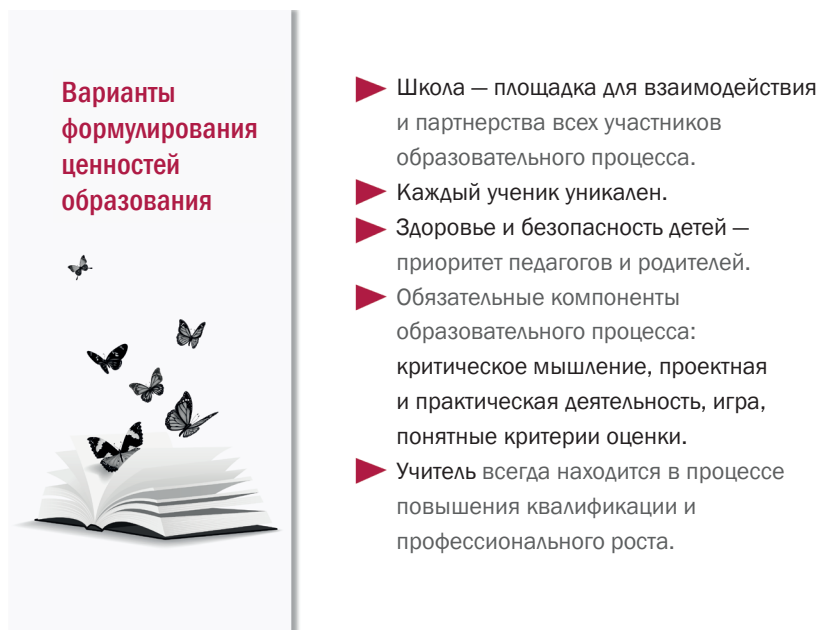 Варианты
формулирования
ценностей
образования
Школа — площадка для взаимодействия
и партнерства всех участников
образовательного процесса.
Каждый ученик уникален.
Здоровье и безопасность детей —
приоритет педагогов и родителей.
Обязательные компоненты
образовательного процесса:
критическое мышление, проектная
и практическая деятельность, игра,
понятные критерии оценки.
Учитель всегда находится в процессе
повышения квалификации и
профессионального роста.